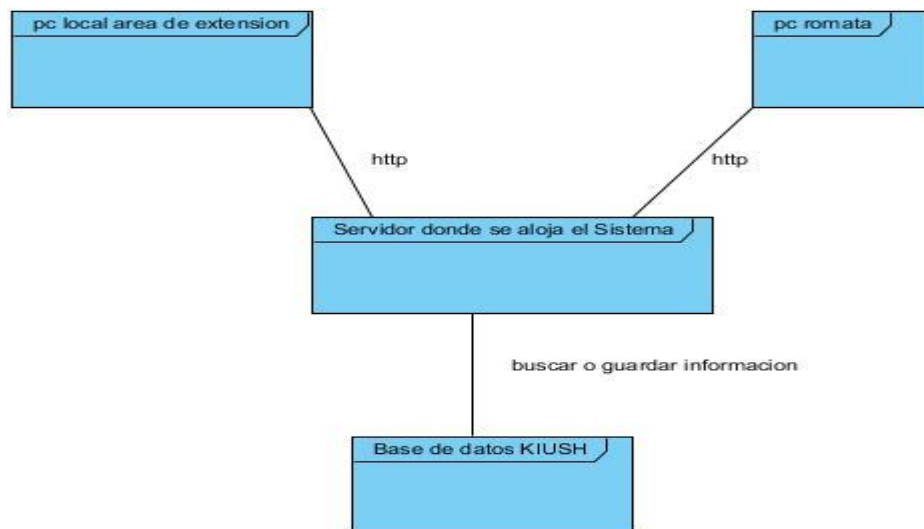 pc local area de extension
pc romata
http
http
Servidor donde se aloja el Sistema
buscar o guardar informacion
Base de datos KIUSH